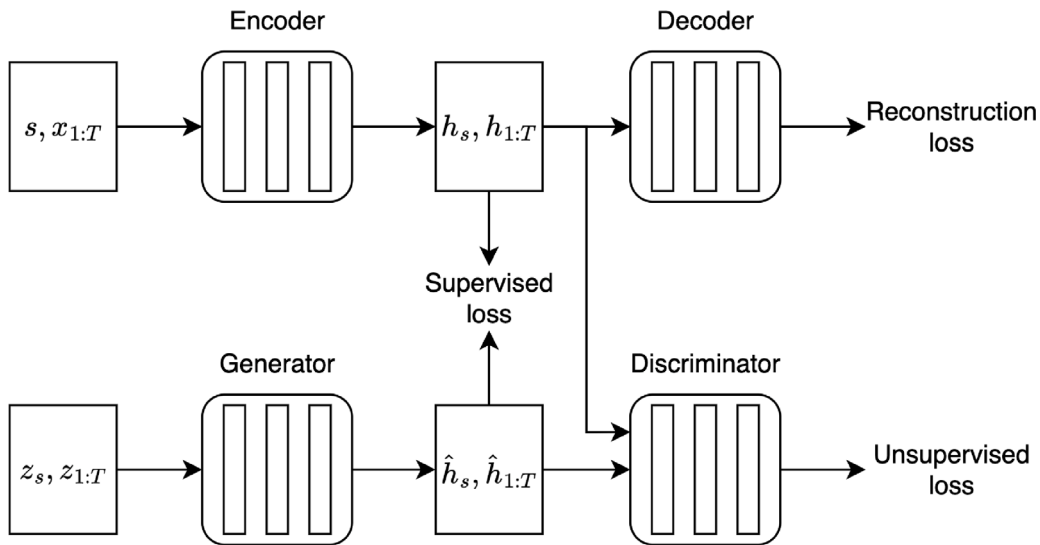 Encoder
Decoder
s, x_{1:T}
h_s, h_{1:T}
Reconstruction
loss
Supervised
loss
Generator
Discriminator
z_s, z_{1:T}
ĥ_s, ĥ_{1:T}
Unsupervised
loss